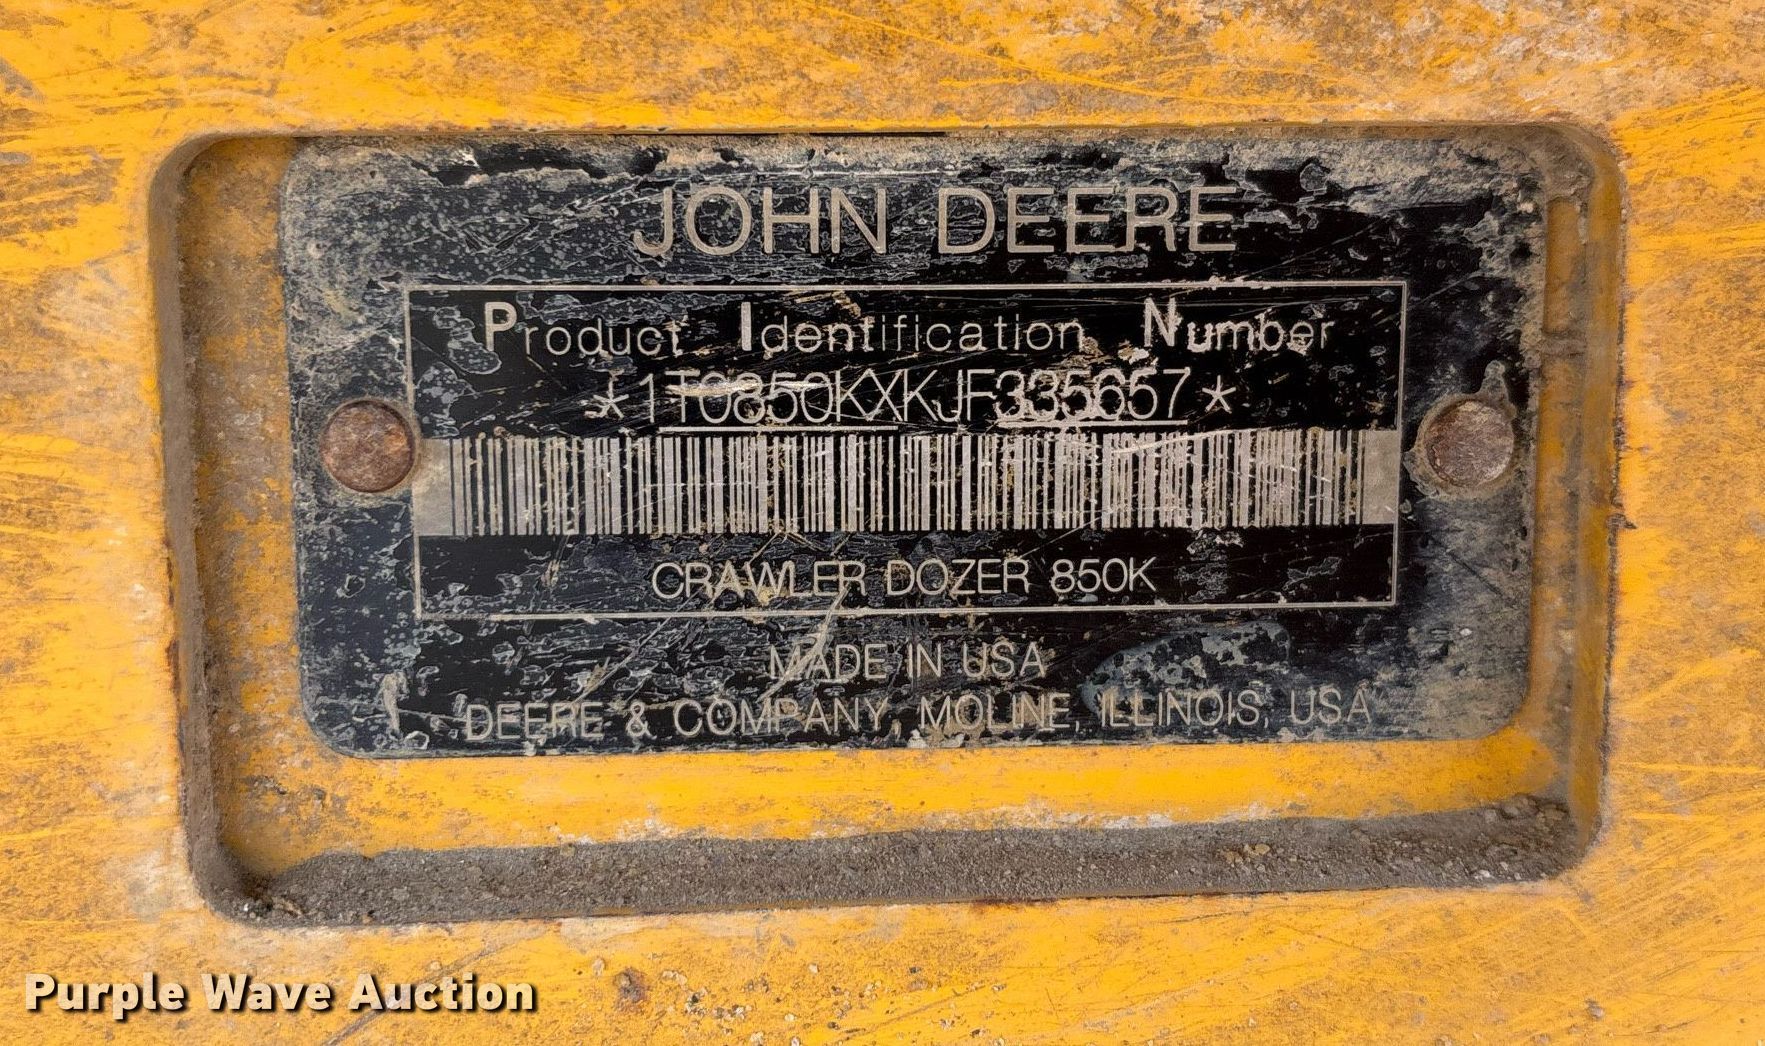 JOHN DEERE
Product Identification Number
*1T0850KXKJF335657*
CRAWLER DOZER 850K
MADE IN USA
DEERE & COMPANY, MOLINE, ILLINOIS, USA
Purple Wave Auction